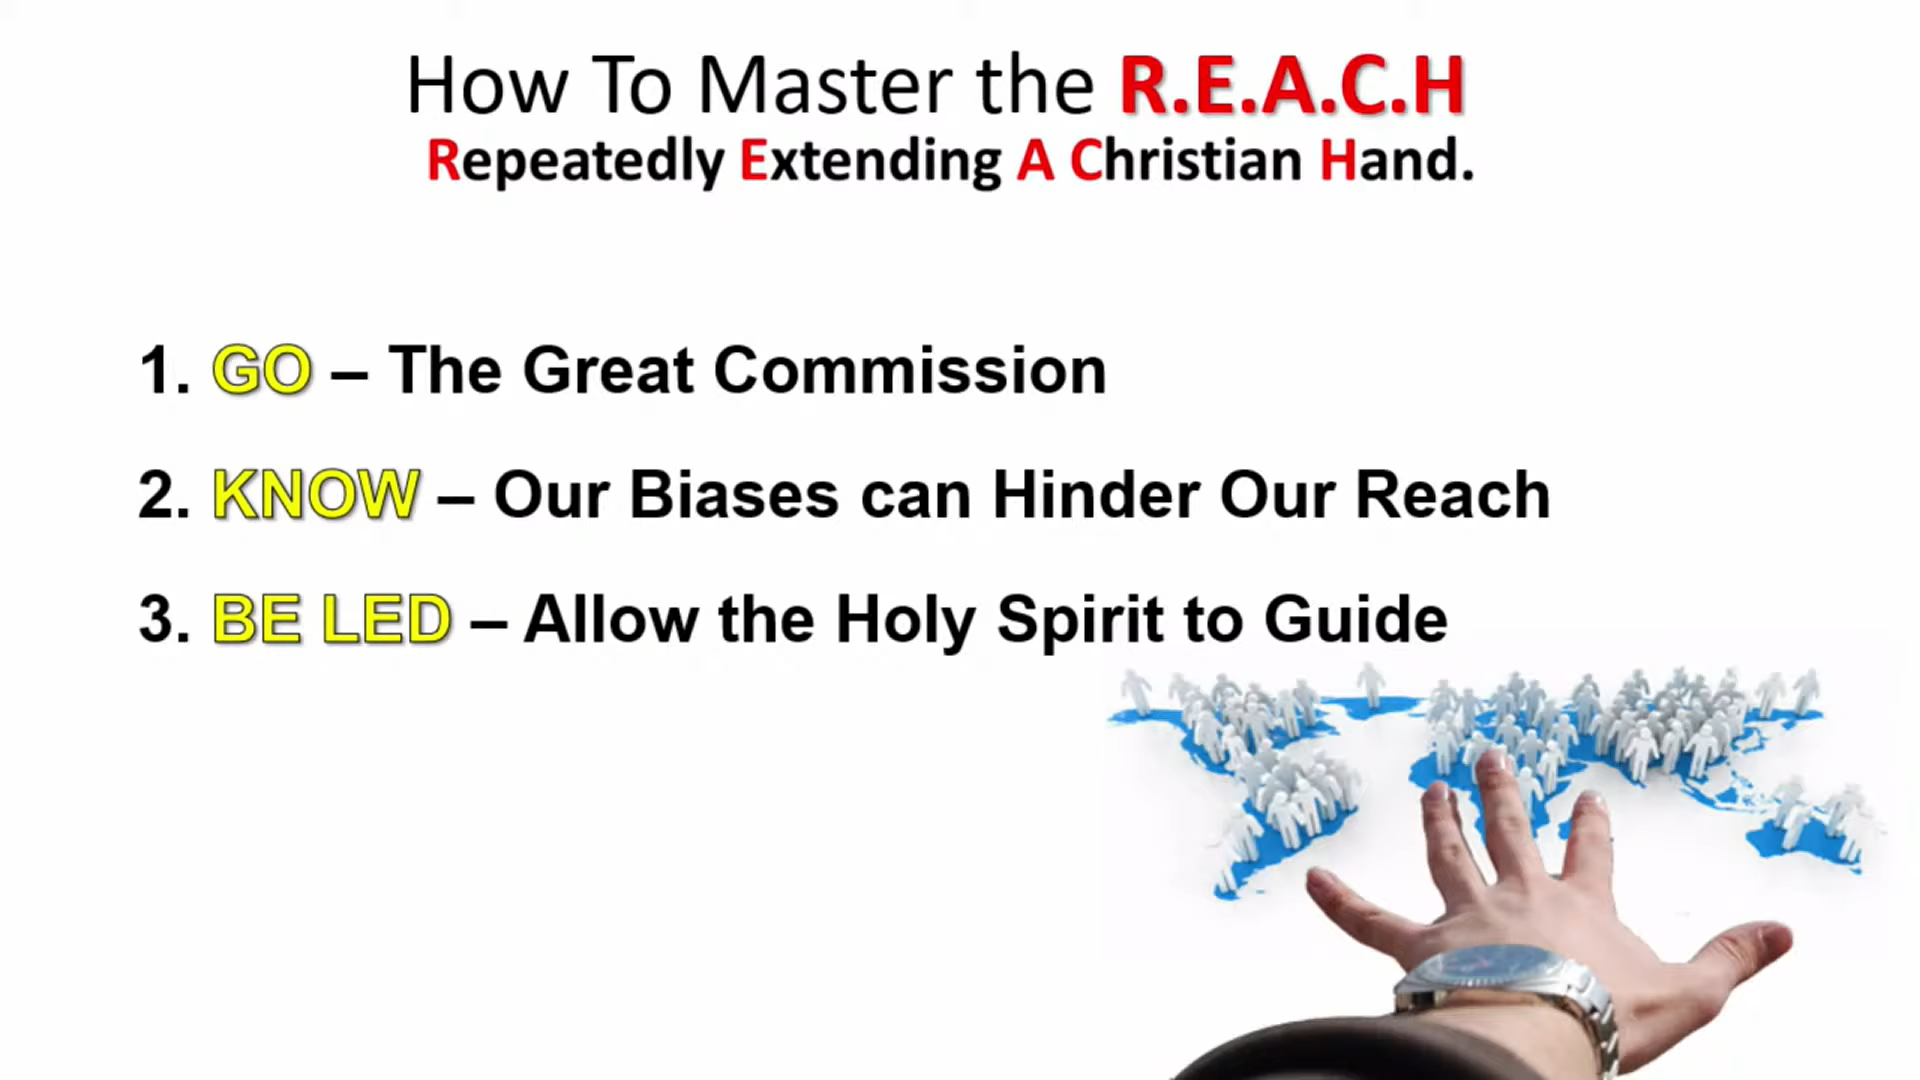 How To Master the R.E.A.C.H
Repeatedly Extending A Christian Hand.
1. GO – The Great Commission
2. KNOW – Our Biases can Hinder Our Reach
3. BE LED – Allow the Holy Spirit to Guide